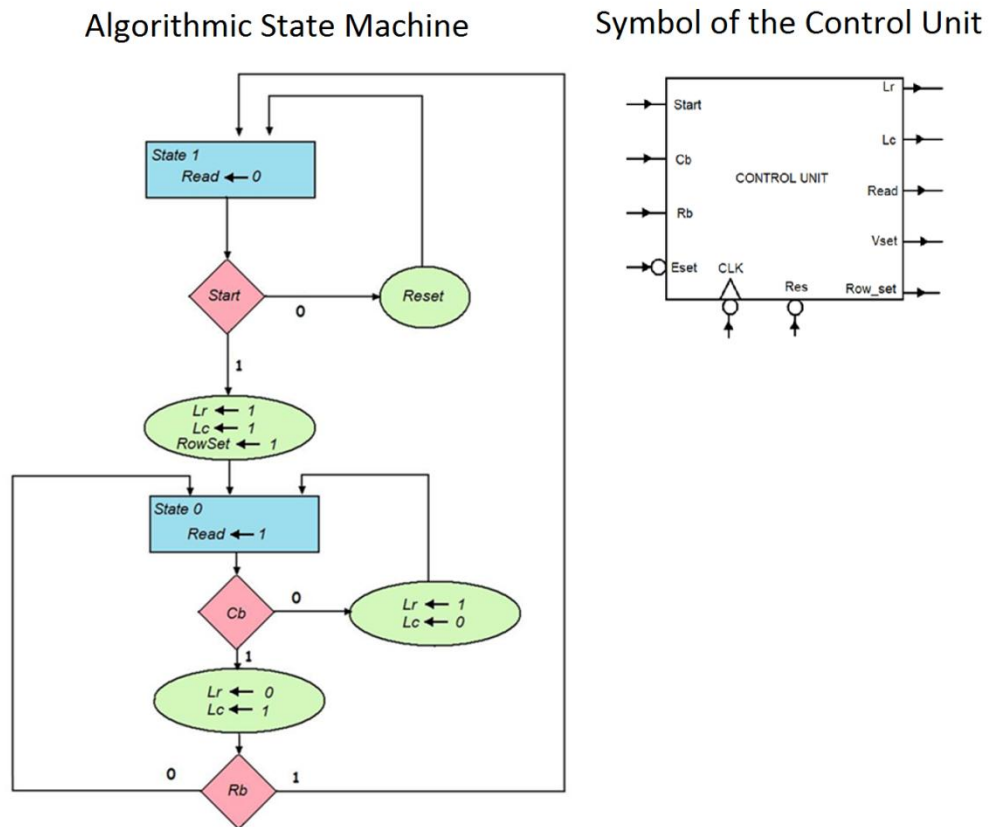 Algorithmic State Machine
State 1
Read ← 0
Start
0
Reset
1
Lr ← 1
Lc ← 1
RowSet ← 1
State 0
Read ← 1
Cb
0
Lr ← 1
Lc ← 0
1
Lr ← 0
Lc ← 1
0
Rb
1
Symbol of the Control Unit
Start
Cb
Rb
Eset
CLK
Res
CONTROL UNIT
Lr
Lc
Read
Vset
Row_set